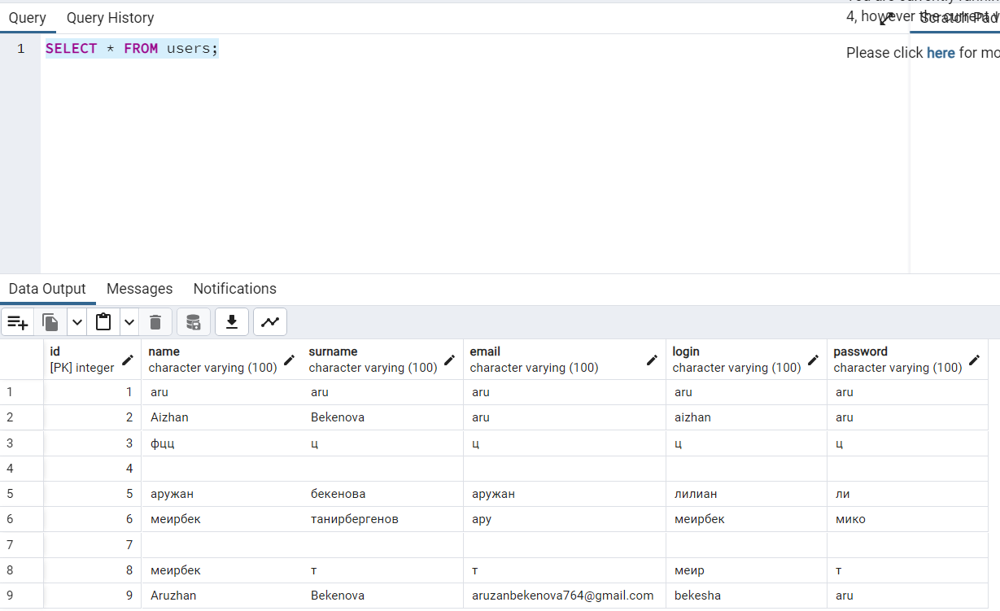 Query Query History
4, however the current
Scratch Pad
1 SELECT * FROM users;
Please click here for mo
Data Output Messages Notifications
id name surname email login password
[PK] integer character varying (100) character varying (100) character varying (100) character varying (100) character varying (100)
1 1 aru aru aru aru aru
2 2 Aizhan Bekenova aru aizhan aru
3 3 фцц ц ц ц ц
4 4
5 5 аружан бекенова аружан лилиан ли
6 6 меирбек танирбергенов ару меирбек мико
7 7
8 8 меирбек т т меир т
9 9 Aruzhan Bekenova aruzanbekenova764@gmail.com bekesha aru